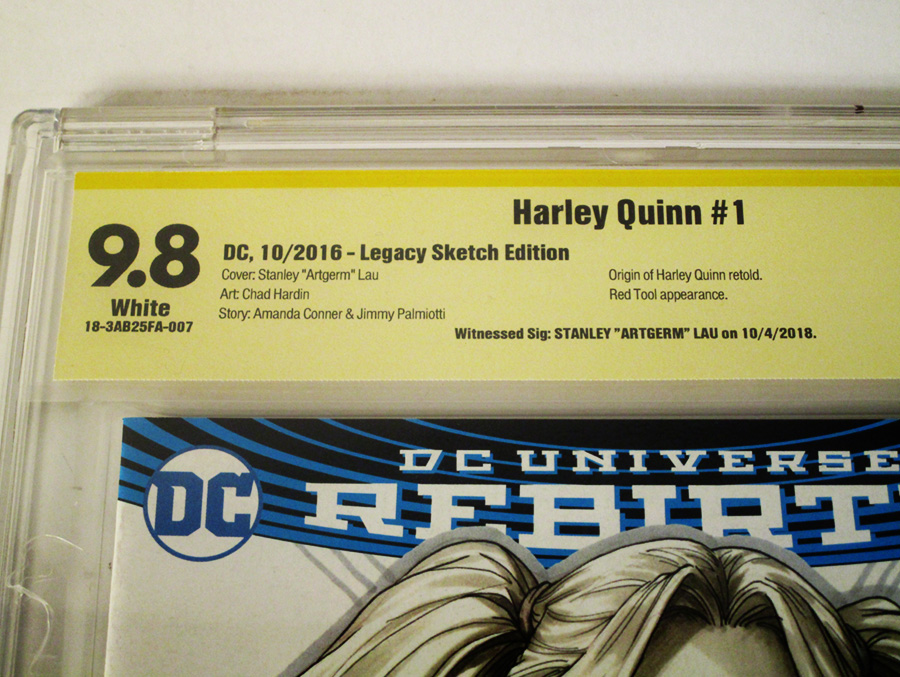 Harley Quinn #1
9.8
White
18-3AB25FA-007
DC, 10/2016 - Legacy Sketch Edition
Cover: Stanley "Artgerm" Lau
Art: Chad Hardin
Story: Amanda Conner & Jimmy Palmiotti
Origin of Harley Quinn retold.
Red Tool appearance.
Witnessed Sig: STANLEY "ARTGERM" LAU on 10/4/2018.
DC
DC UNIVERSE
REBIRT